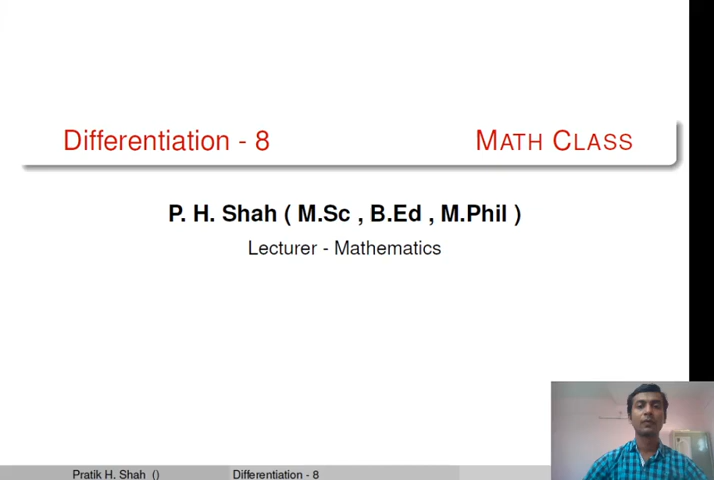 Differentiation - 8 MATH CLASS
P. H. Shah ( M.Sc , B.Ed , M.Phil )
Lecturer - Mathematics
Pratik H. Shah () Differentiation - 8